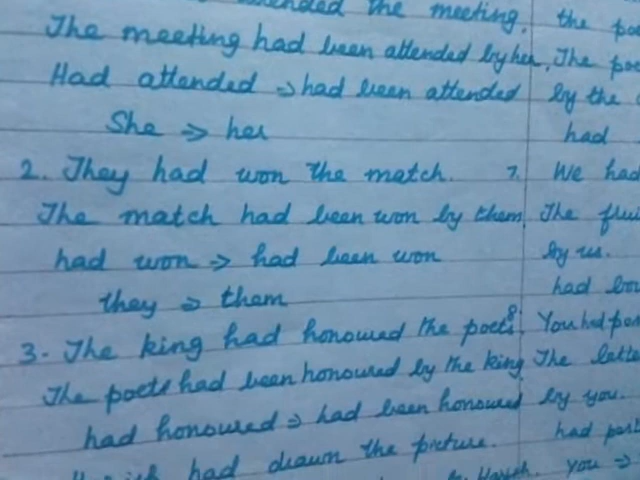 the meeting.
The meeting had been attended by her.
Had attended ⇒ had been attended
She ⇒ her
2. They had won the match.
The match had been won by them.
had won ⇒ had been won
they ⇒ them
3. The king had honoured the poets.
The poets had been honoured by the king.
had honoured ⇒ had been honoured
had drawn the picture.
the
The
by the
had
7. We had
The
by us.
had
8. You had
The
by you.
had
you ⇒